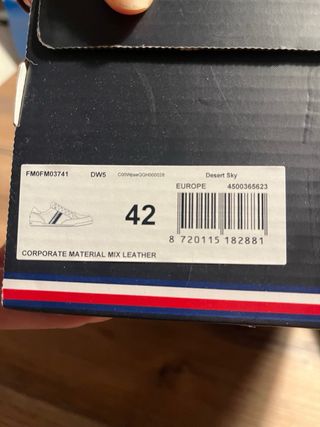 FM0FM03741 DW5 Desert Sky
EUROPE 4500365623
42
8 720115 182881
CORPORATE MATERIAL MIX LEATHER